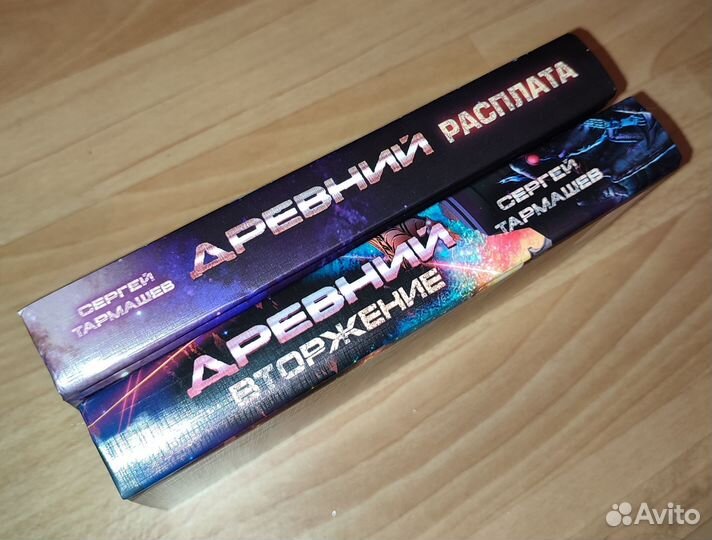 СЕРГЕЙ
ТАРМАШЕВ
ДРЕВНИЙ РАСПЛАТА
ДРЕВНИЙ
ВТОРЖЕНИЕ
СЕРГЕЙ
ТАРМАШЕВ
Avito